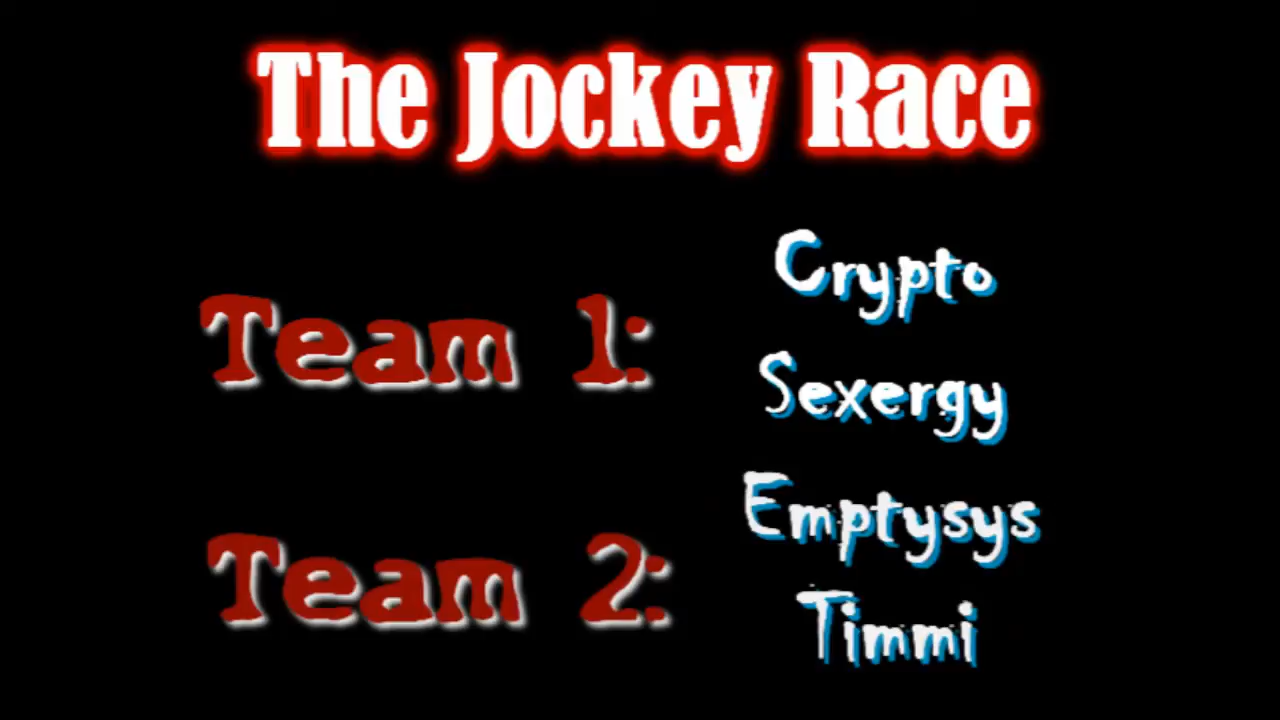 The Jockey Race
Team 1:
Crypto
Sexergy
Team 2:
Emptysys
Timmi